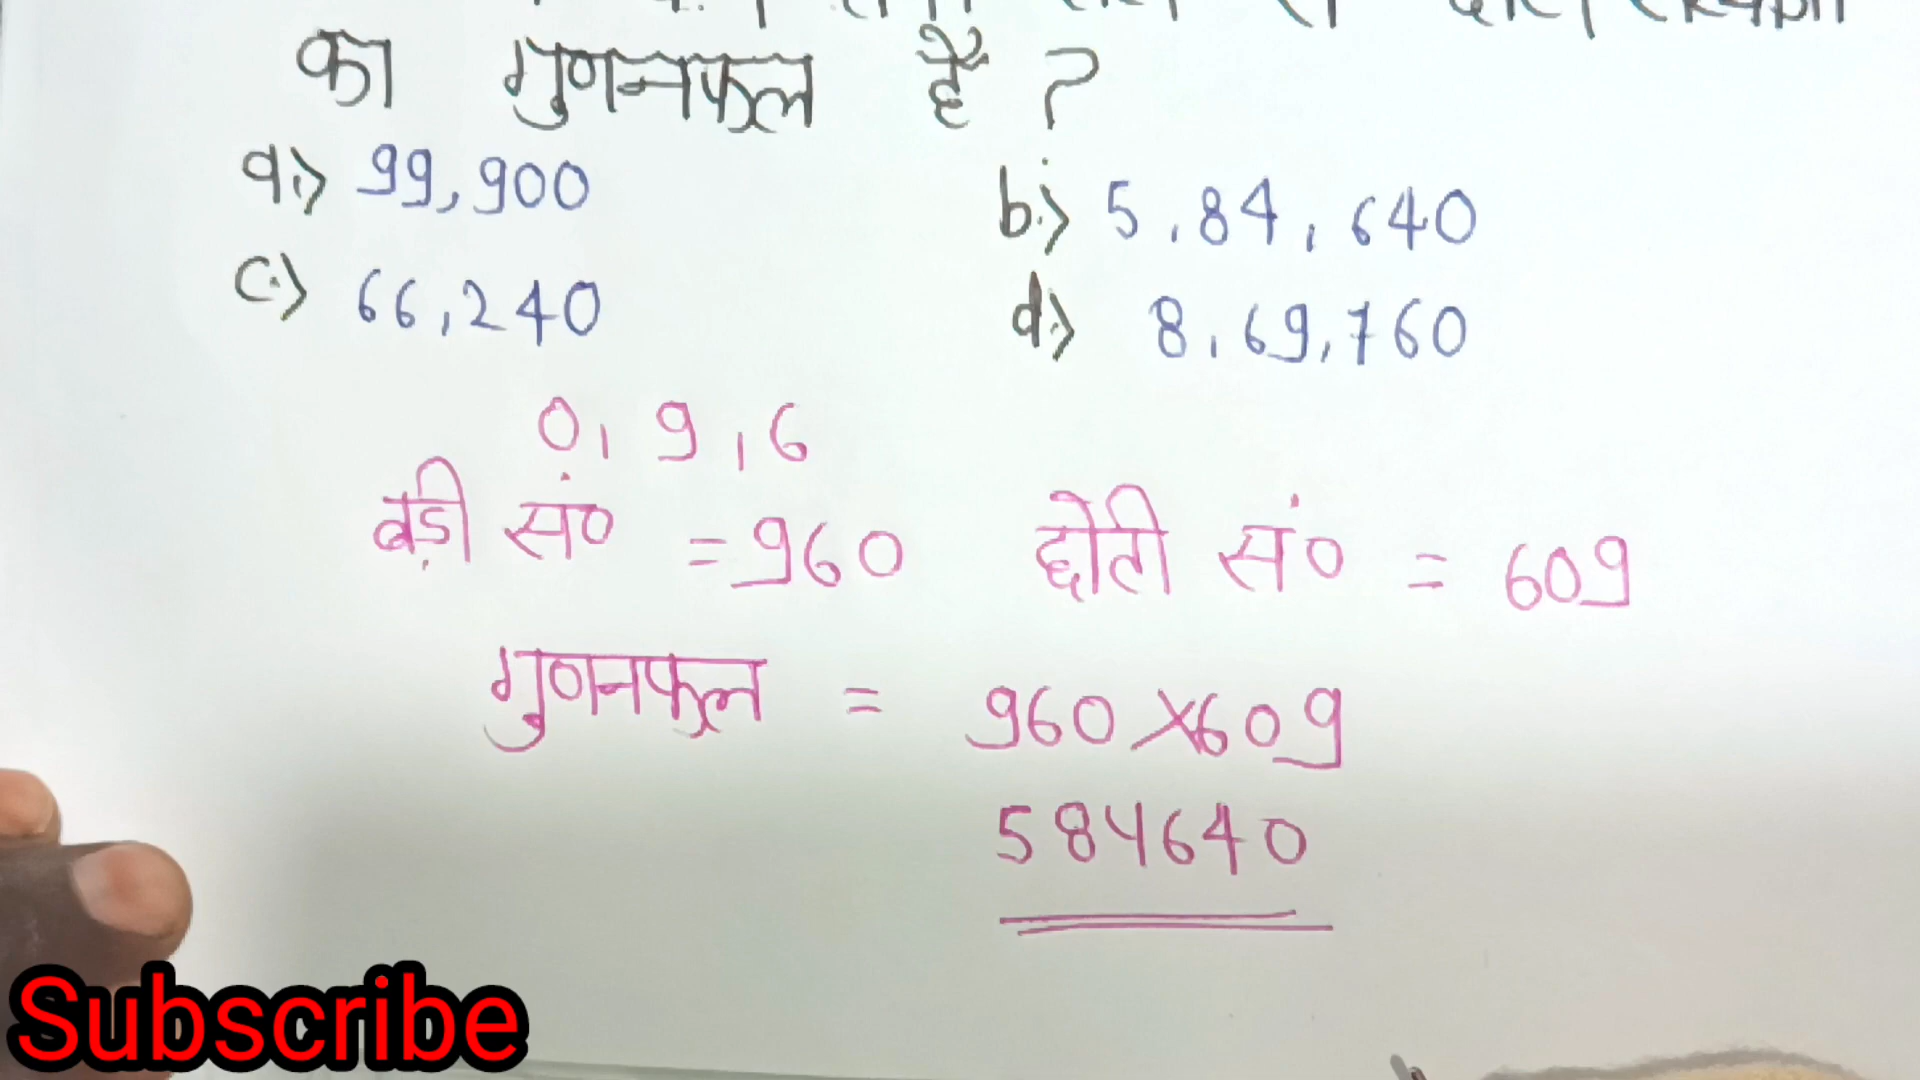 का गुणनफल हैं ?
a.> 99,900 b.> 5,84,640
c.> 66,240 d.> 8,69,760
0, 9, 6
बड़ी सं० = 960 छोटी सं० = 609
गुणनफल = 960 x 609
584640
Subscribe